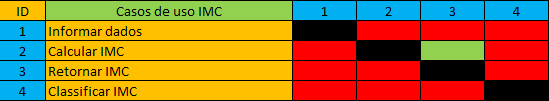 ID Casos de uso IMC 1 2 3 4
1 Informar dados
2 Calcular IMC
3 Retornar IMC
4 Classificar IMC